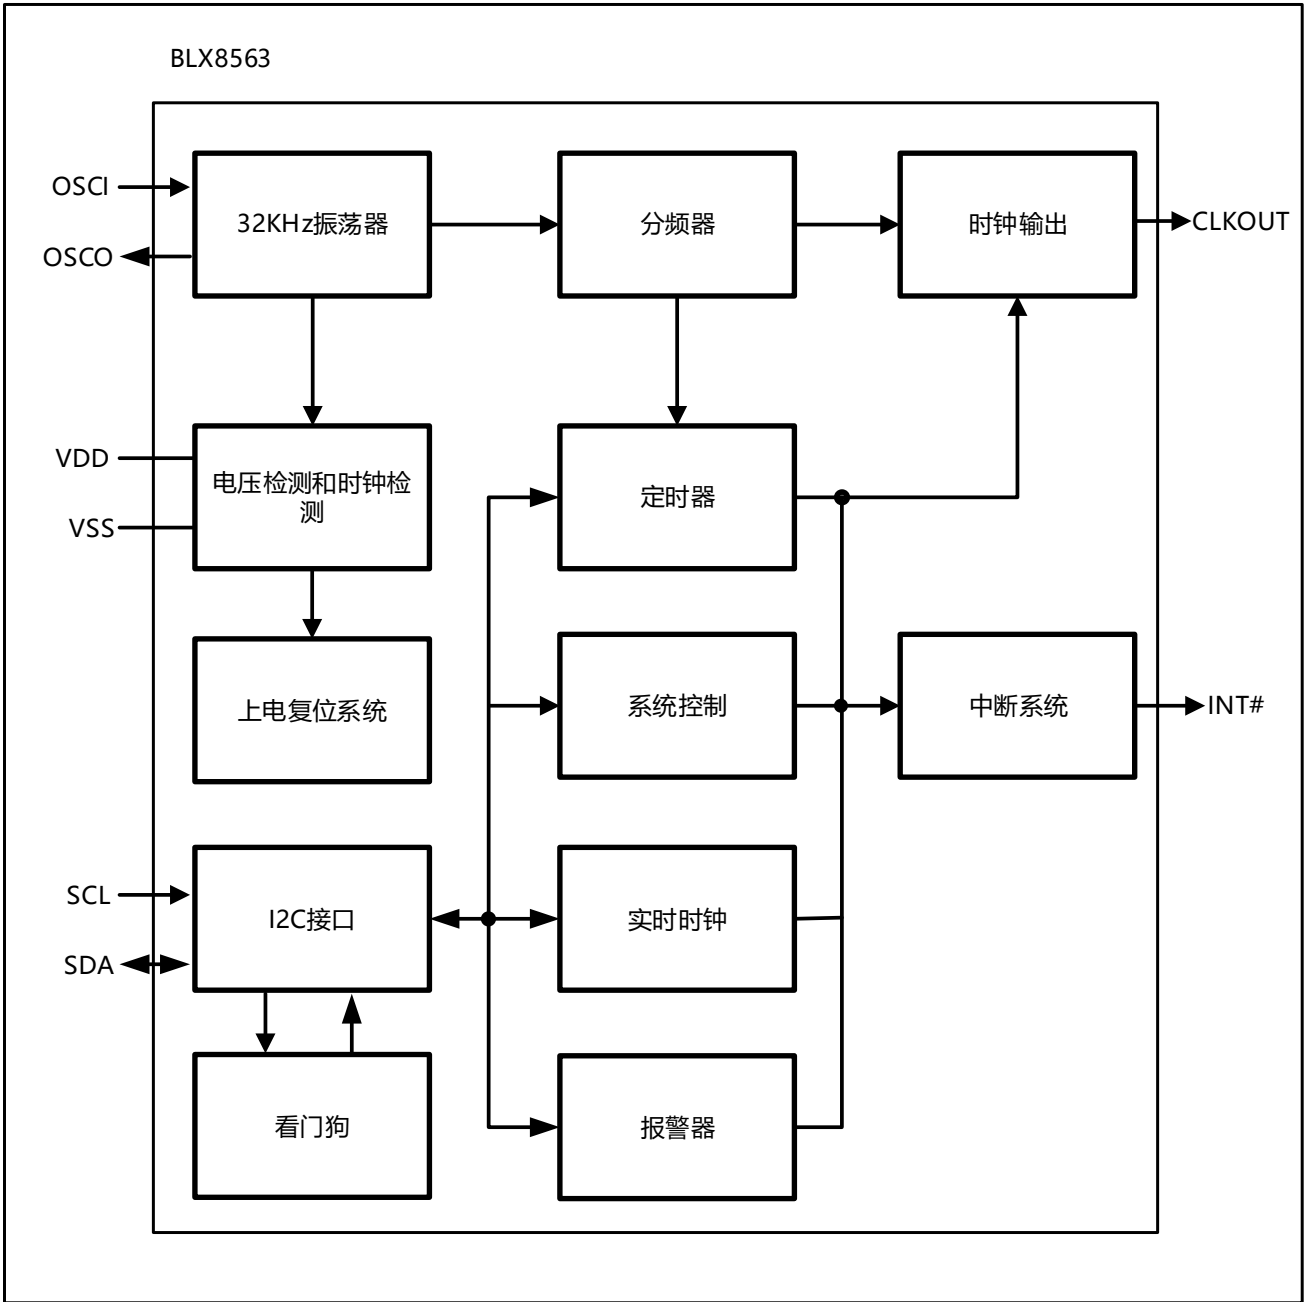 BLX8563
OSCI
32KHz振荡器
分频器
时钟输出
CLKOUT
OSCO
VDD
电压检测和时钟检
测
定时器
VSS
上电复位系统
系统控制
中断系统
INT#
SCL
I2C接口
实时时钟
SDA
看门狗
报警器